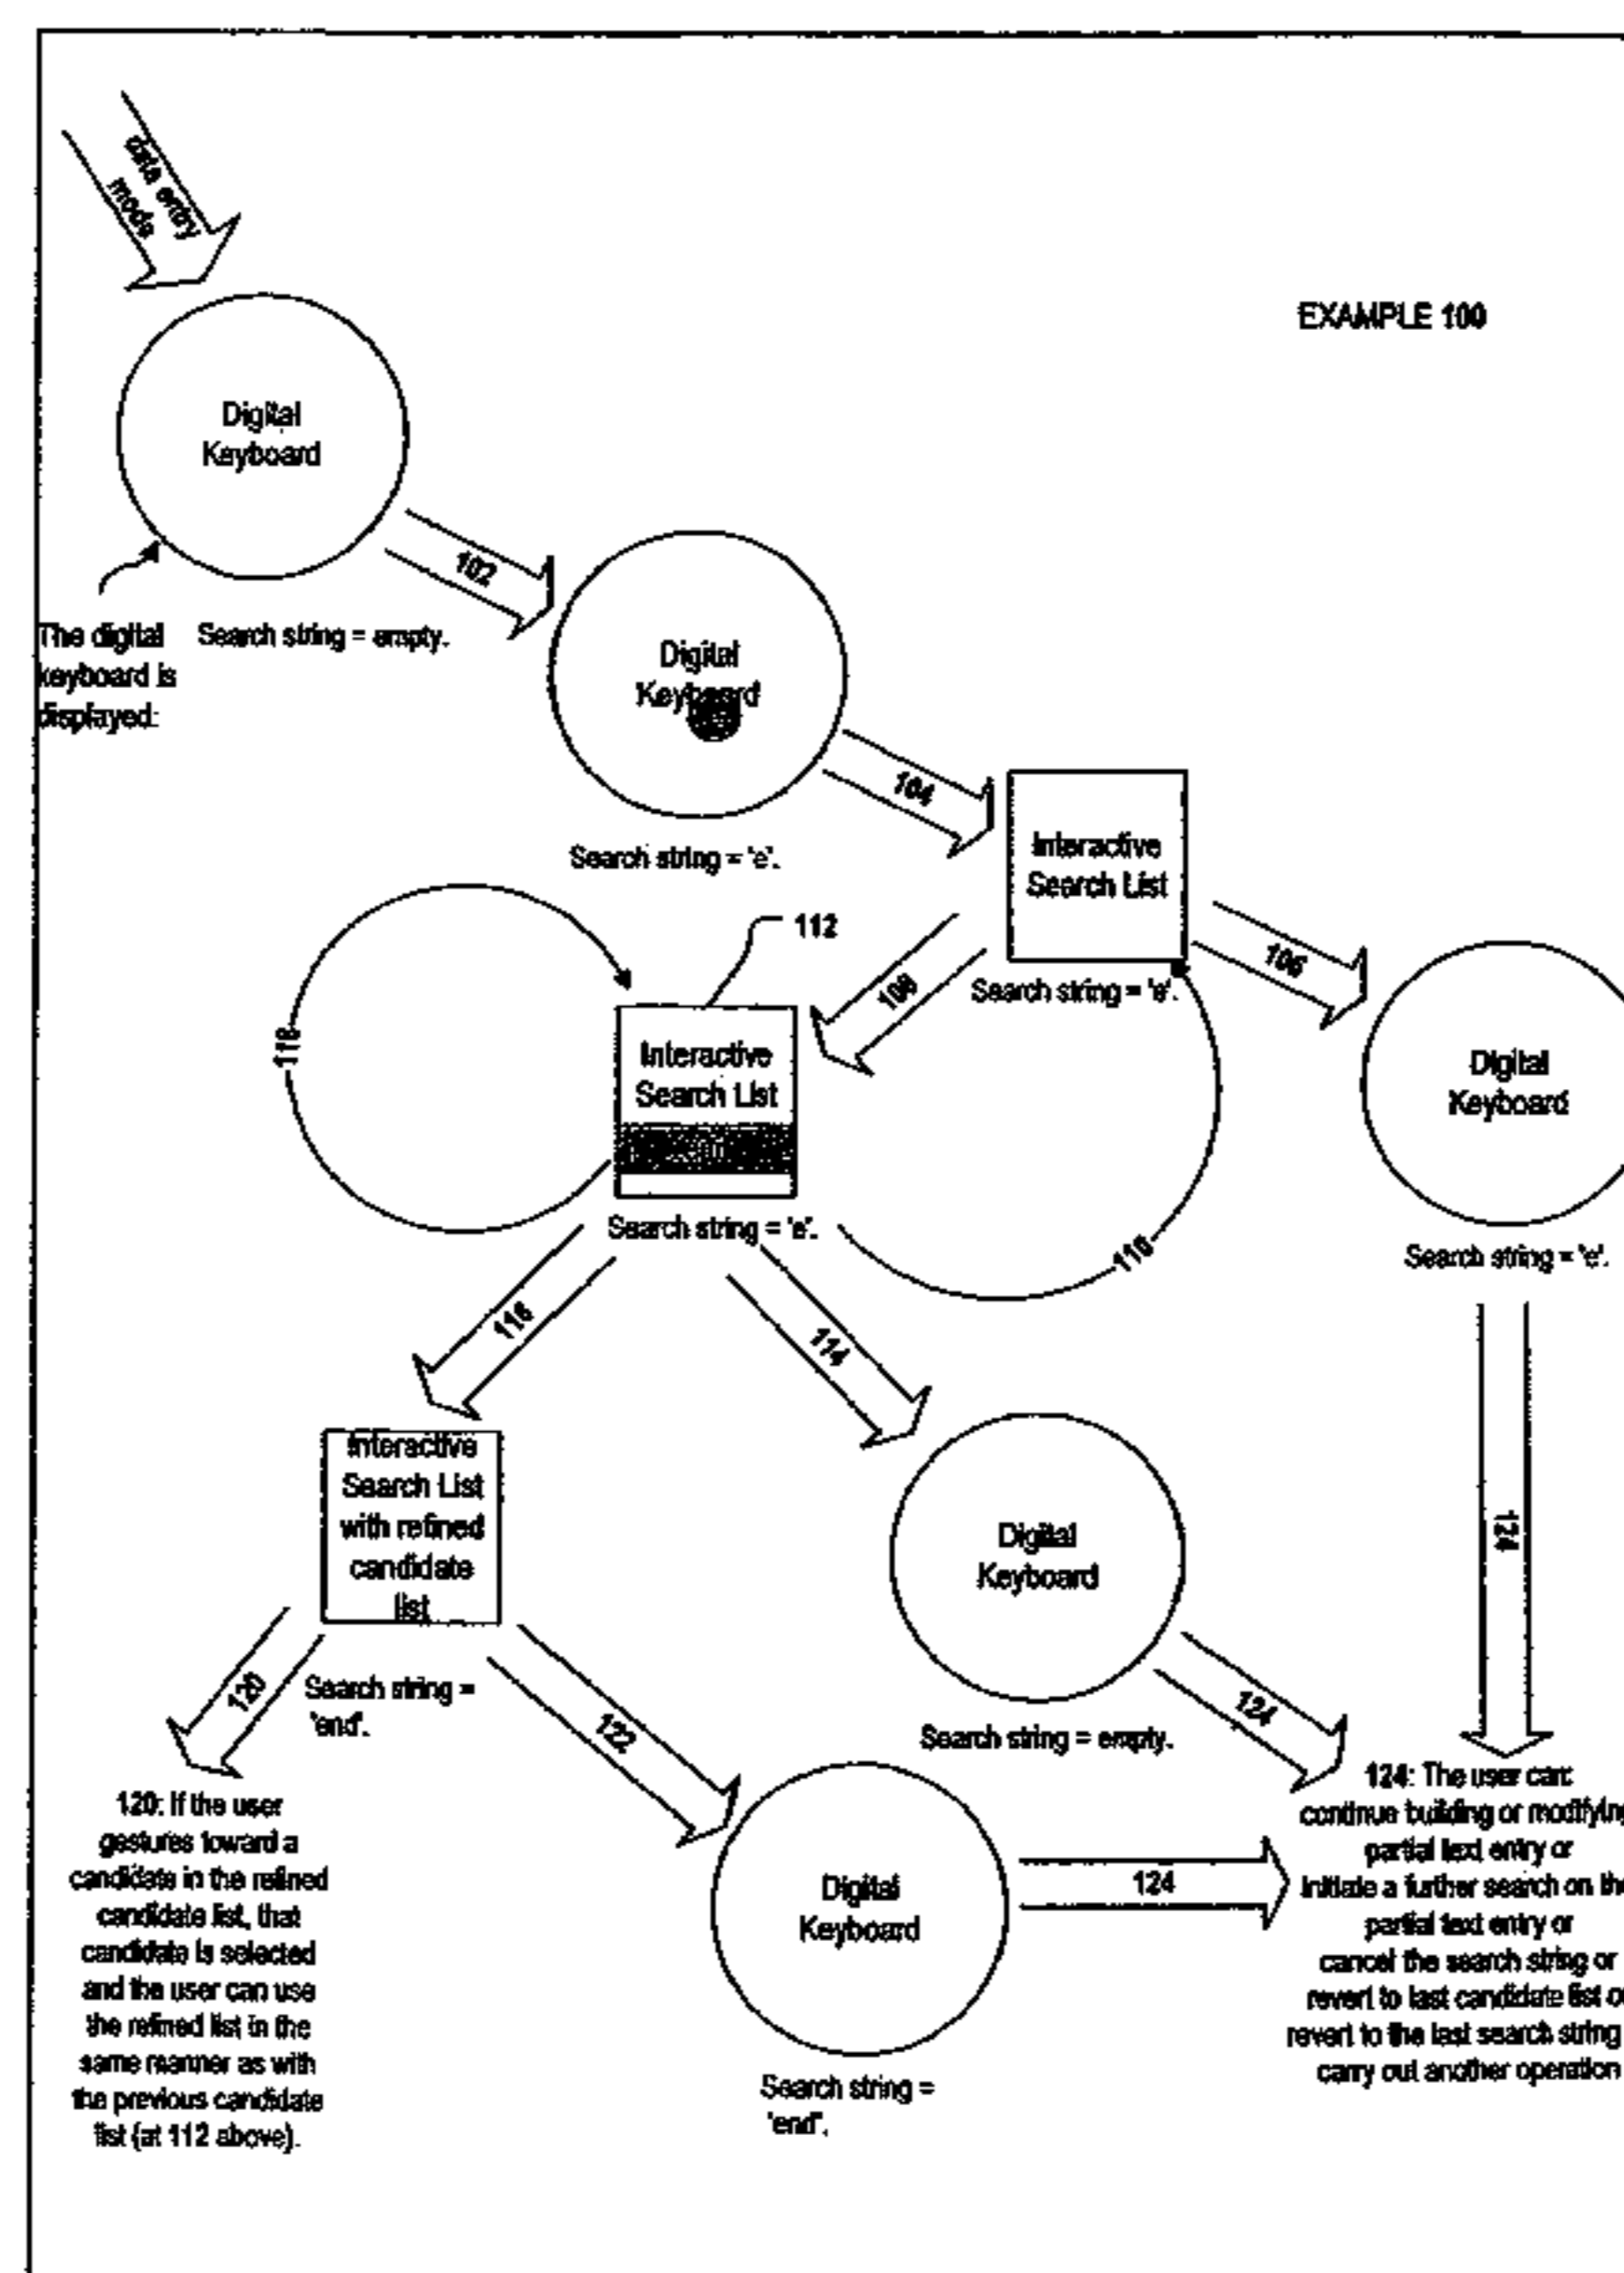 data entry
mode
EXAMPLE 100
Digital
Keyboard
102
The digital
keyboard is
displayed:
Search string = empty.
Digital
Keyboard
104
Search string = 'e'.
Interactive
Search List
112
108
106
Search string = 'e'.
118
Interactive
Search List
Digital
Keyboard
Search string = 'e'.
Search string = 'e'.
116
114
Interactive
Search List
with refined
candidate
list
Digital
Keyboard
124
120
Search string =
'end'.
122
124
Search string = empty.
120: If the user
gestures toward a
candidate in the refined
candidate list, that
candidate is selected
and the user can use
the refined list in the
same manner as with
the previous candidate
list (at 112 above).
Digital
Keyboard
124
Search string =
'end".
124: The user can:
continue building or modifying
partial text entry or
initiate a further search on the
partial text entry or
cancel the search string or
revert to last candidate list or
revert to the last search string
carry out another operation